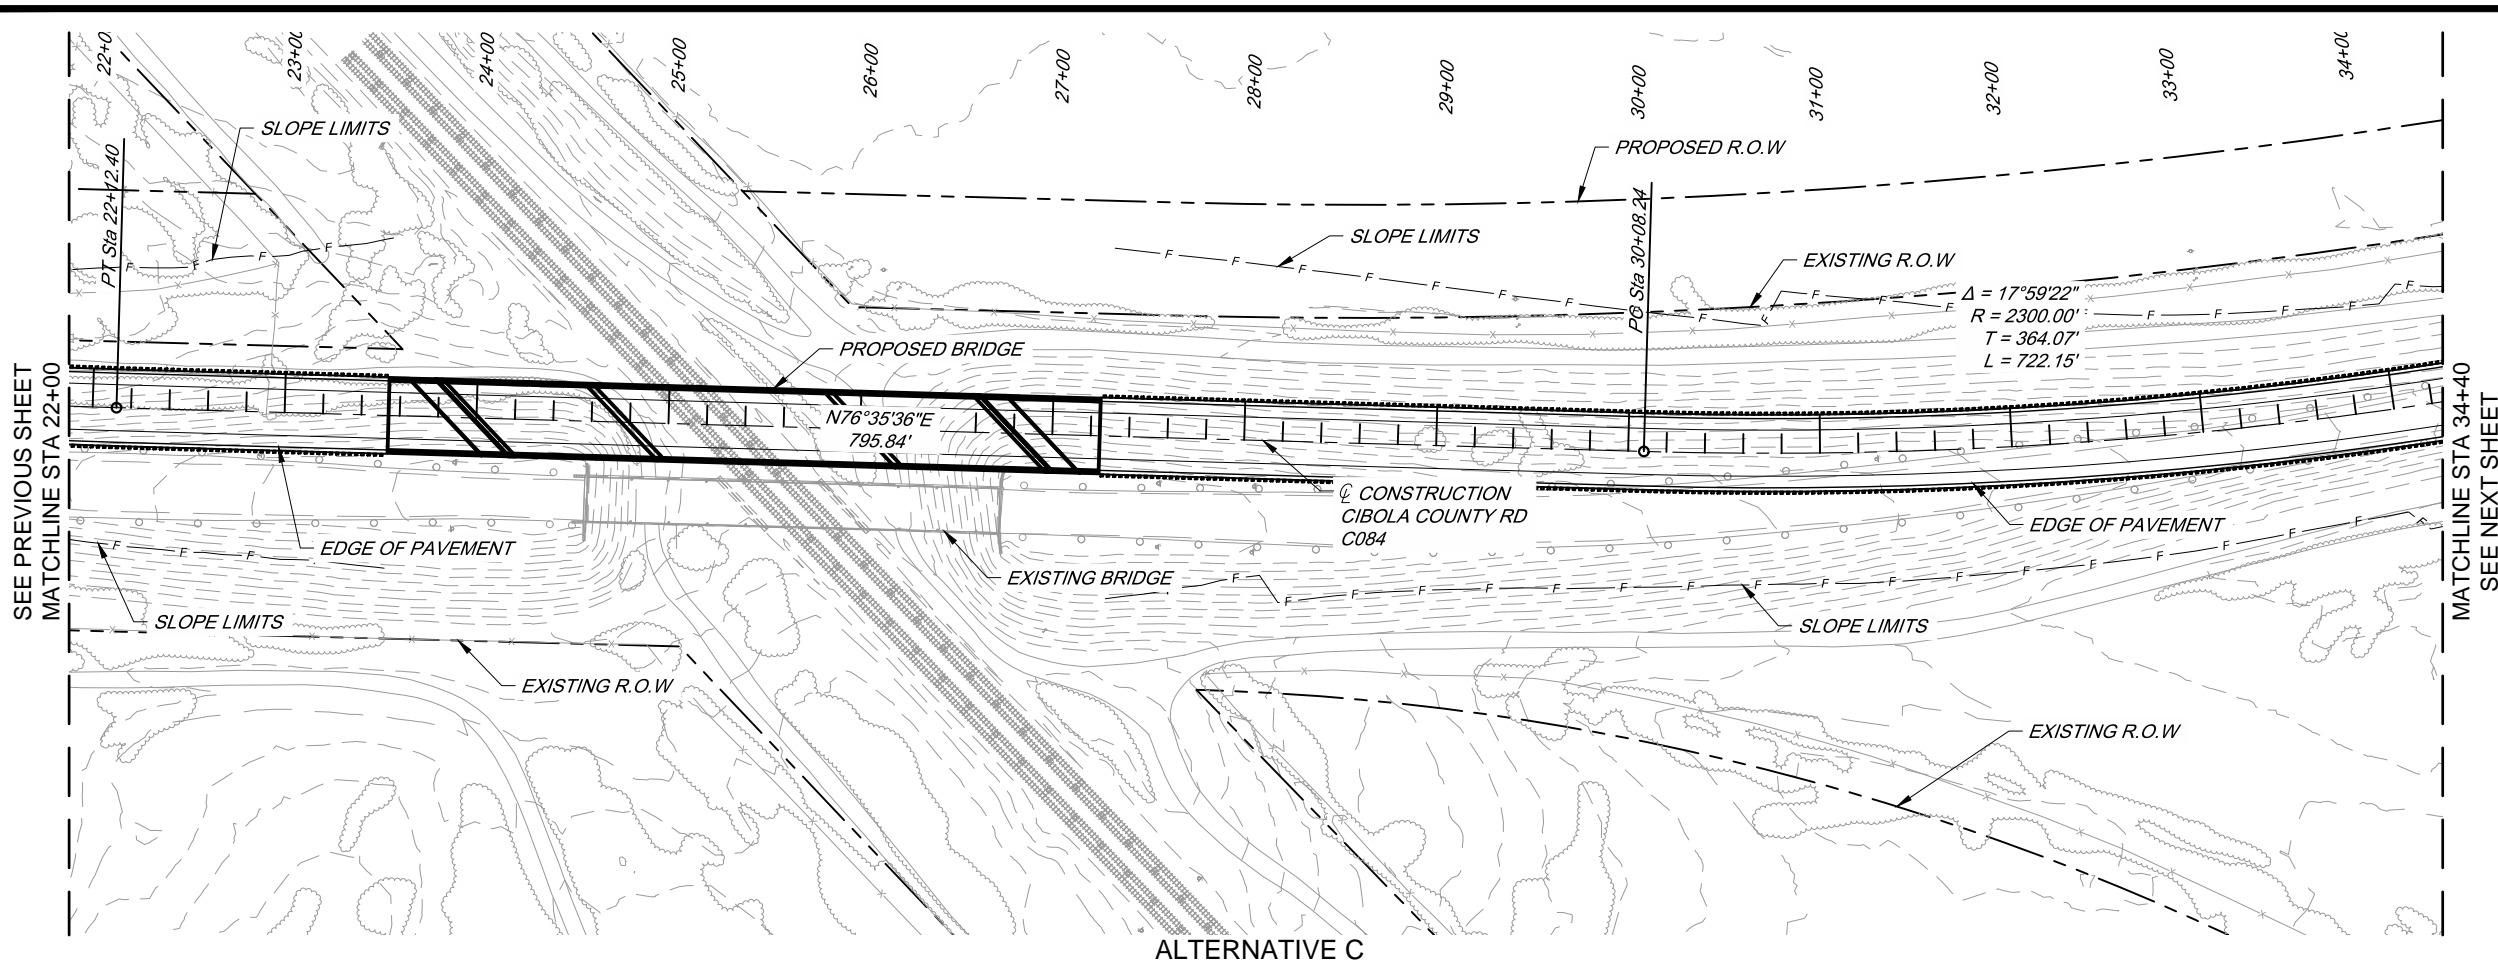 22+0
23+00
24+00
25+00
26+00
27+00
28+00
29+00
30+00
31+00
32+00
33+00
34+00
PT Sta 22+12.40
SLOPE LIMITS
PROPOSED R.O.W
PC Sta 30+08.24
SLOPE LIMITS
EXISTING R.O.W
Δ = 17°59'22"
R = 2300.00'
T = 364.07'
L = 722.15'
PROPOSED BRIDGE
N76°35'36"E
795.84'
SEE PREVIOUS SHEET
MATCHLINE STA 22+00
MATCHLINE STA 34+40
SEE NEXT SHEET
℄ CONSTRUCTION
CIBOLA COUNTY RD
C084
EDGE OF PAVEMENT
EDGE OF PAVEMENT
EXISTING BRIDGE
SLOPE LIMITS
SLOPE LIMITS
EXISTING R.O.W
EXISTING R.O.W
ALTERNATIVE C